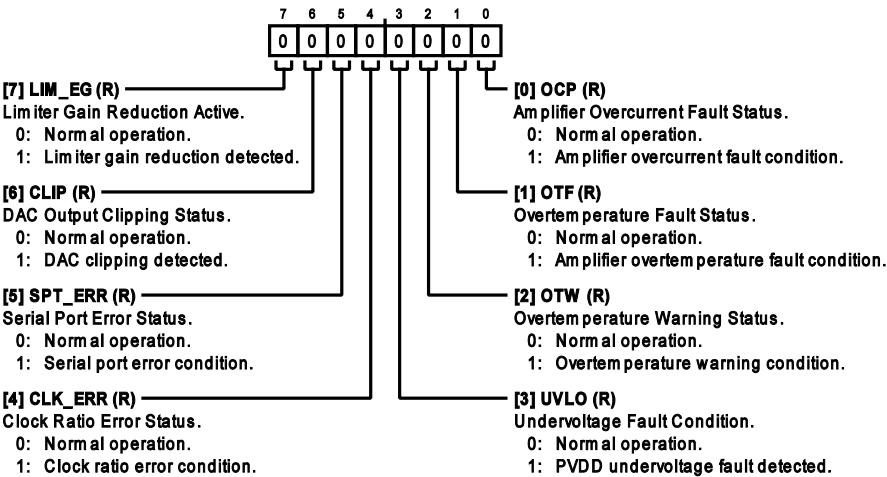 7 6 5 4 3 2 1 0
0 0 0 0 0 0 0 0
[7] LIM_EG (R)
Limiter Gain Reduction Active.
0: Normal operation.
1: Limiter gain reduction detected.
[6] CLIP (R)
DAC Output Clipping Status.
0: Normal operation.
1: DAC clipping detected.
[5] SPT_ERR (R)
Serial Port Error Status.
0: Normal operation.
1: Serial port error condition.
[4] CLK_ERR (R)
Clock Ratio Error Status.
0: Normal operation.
1: Clock ratio error condition.
[0] OCP (R)
Amplifier Overcurrent Fault Status.
0: Normal operation.
1: Amplifier overcurrent fault condition.
[1] OTF (R)
Overtemperature Fault Status.
0: Normal operation.
1: Amplifier overtemperature fault condition.
[2] OTW (R)
Overtemperature Warning Status.
0: Normal operation.
1: Overtemperature warning condition.
[3] UVLO (R)
Undervoltage Fault Condition.
0: Normal operation.
1: PVDD undervoltage fault detected.